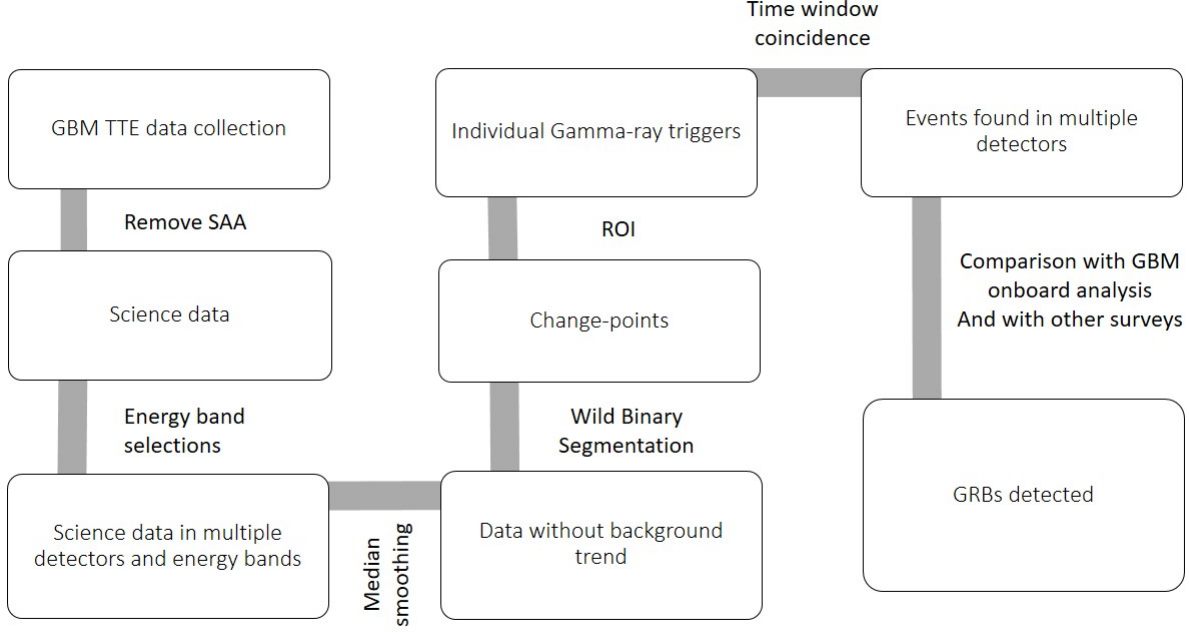 GBM TTE data collection
Remove SAA
Science data
Energy band
selections
Science data in multiple
detectors and energy bands
Median
smoothing
Data without background
trend
Wild Binary
Segmentation
Change-points
ROI
Individual Gamma-ray triggers
Time window
coincidence
Events found in multiple
detectors
Comparison with GBM
onboard analysis
And with other surveys
GRBs detected